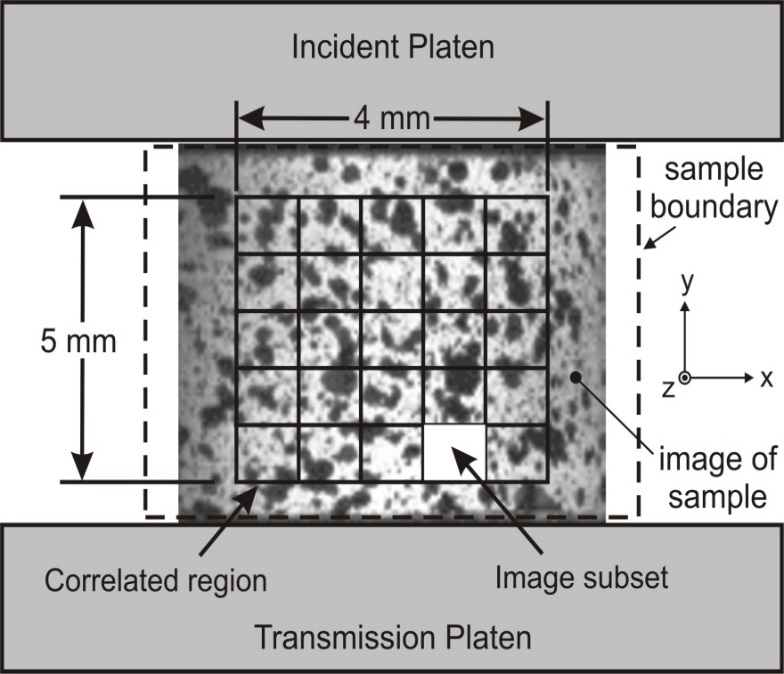 Incident Platen
4 mm
sample
boundary
y
5 mm
x
z
image of
sample
Correlated region
Image subset
Transmission Platen